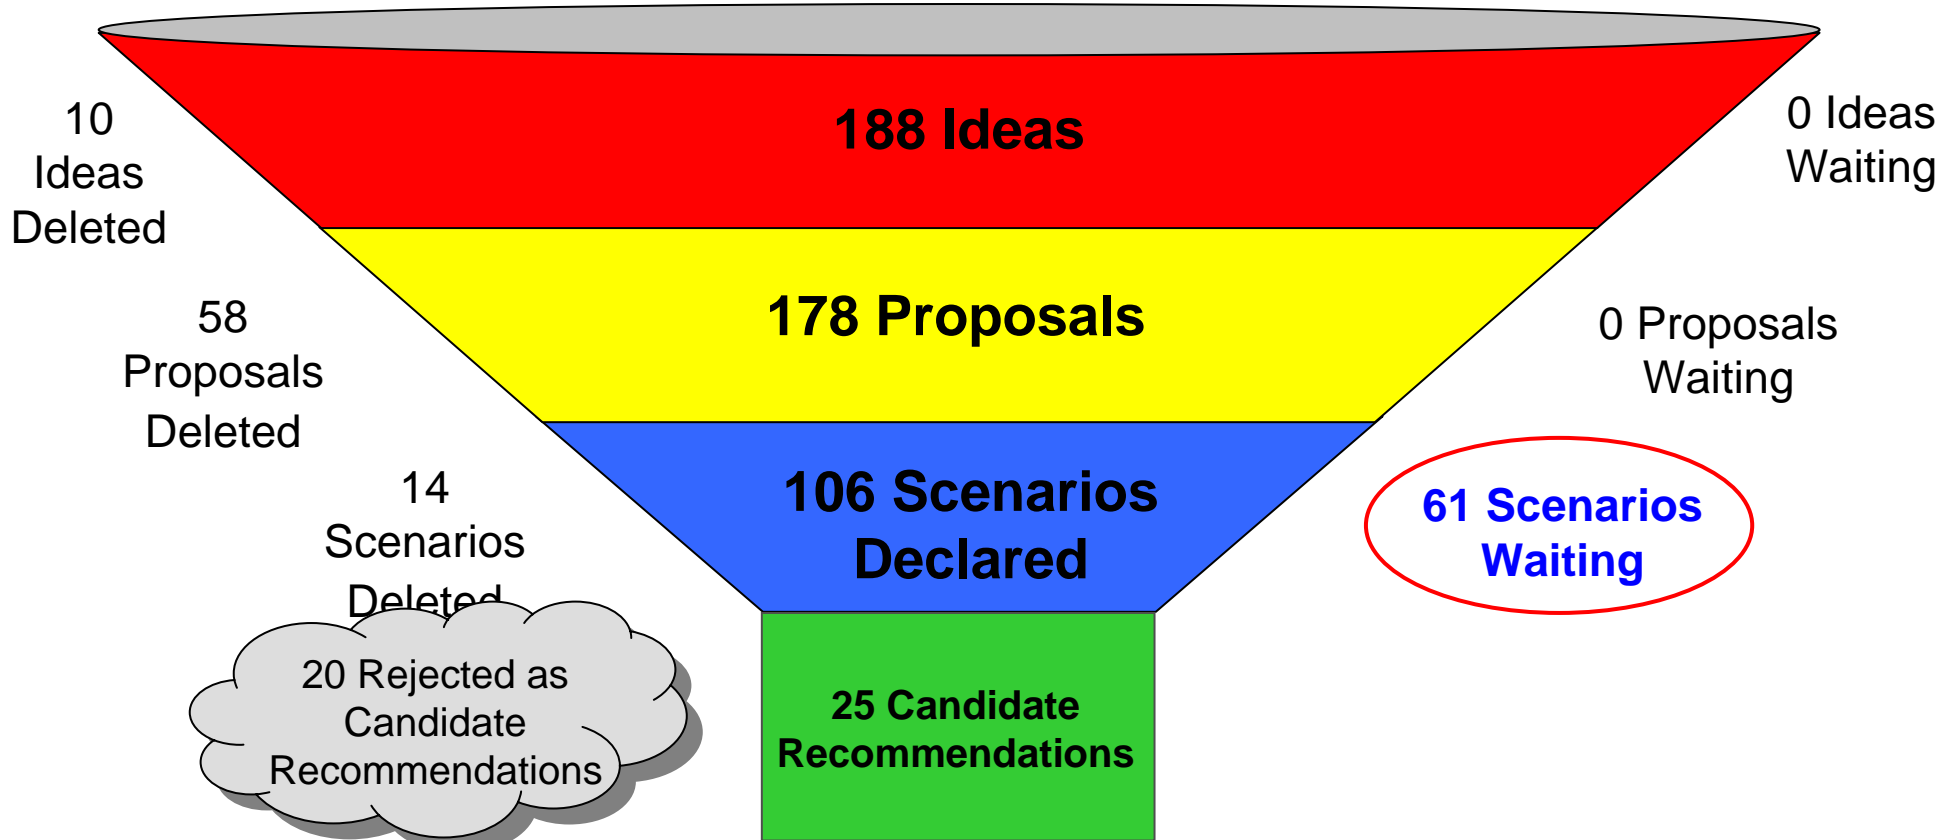 188 Ideas
10
Ideas
Deleted
0 Ideas
Waiting
178 Proposals
58
Proposals
Deleted
0 Proposals
Waiting
106 Scenarios
Declared
14
Scenarios
Deleted
61 Scenarios
Waiting
20 Rejected as
Candidate
Recommendations
25 Candidate
Recommendations